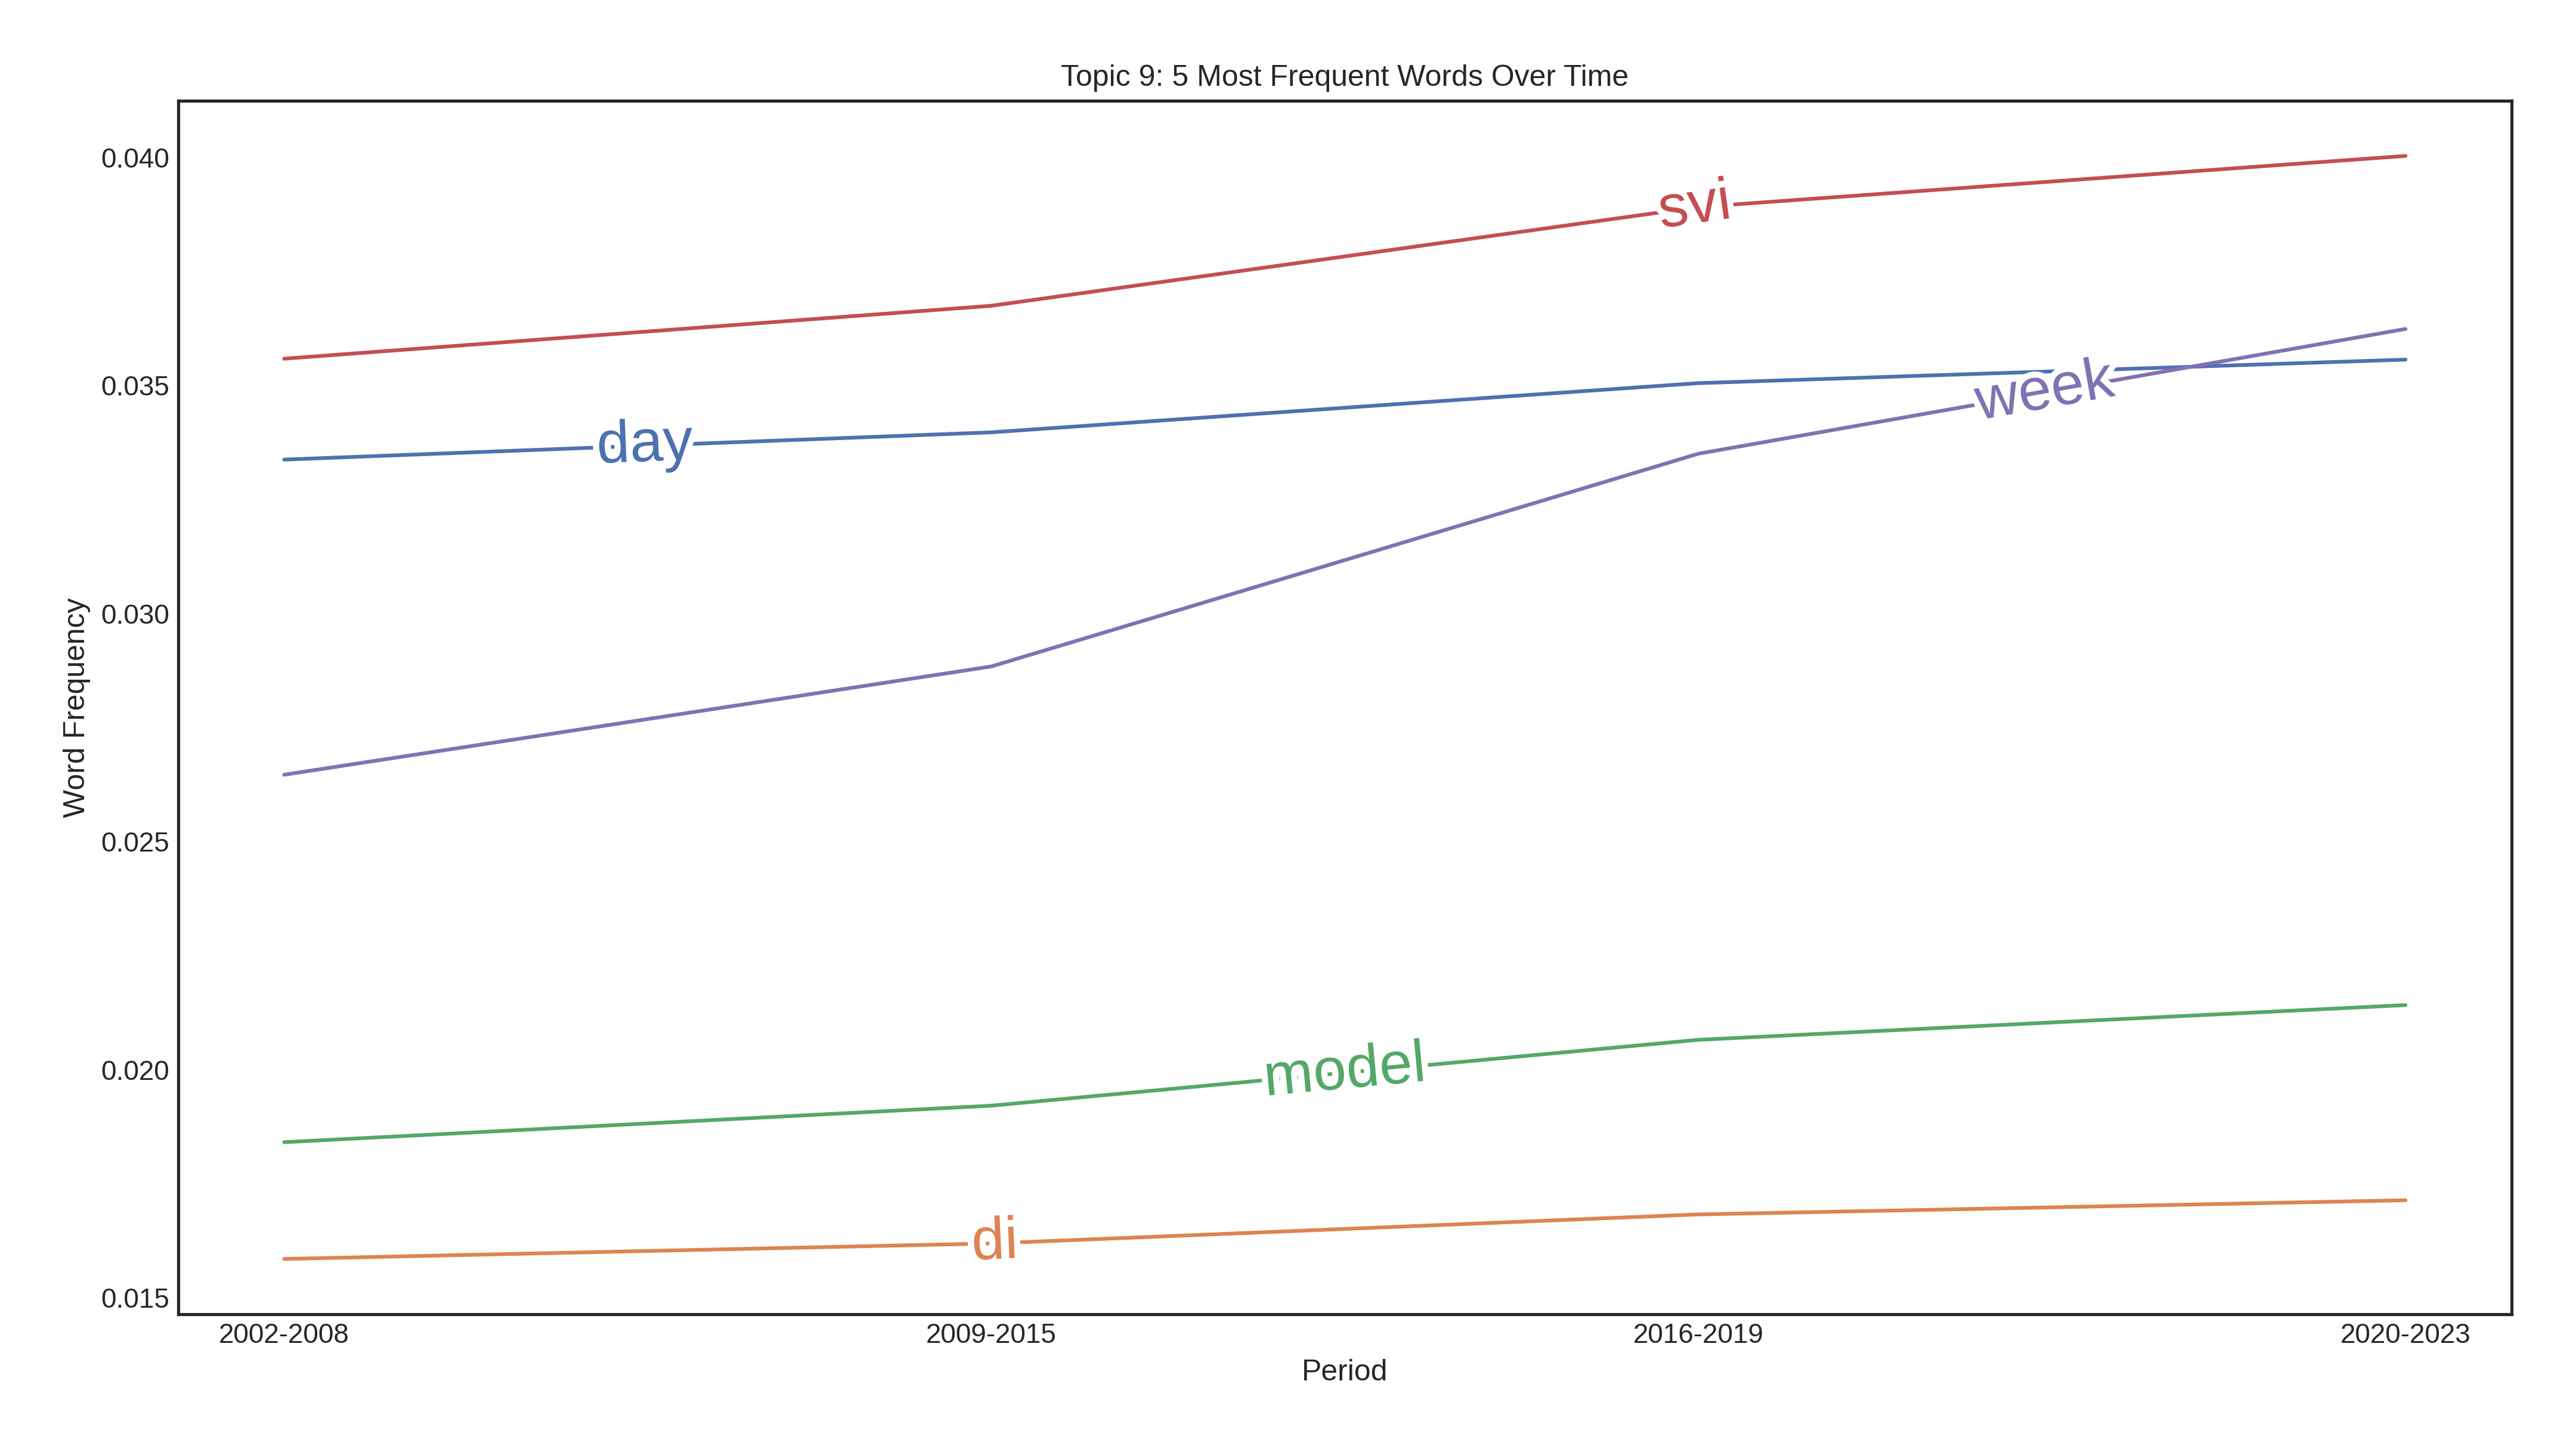 Topic 9: 5 Most Frequent Words Over Time
0.040
0.035
0.030
0.025
0.020
0.015
Word Frequency
svi
week
day
model
di
2002-2008
2009-2015
2016-2019
2020-2023
Period